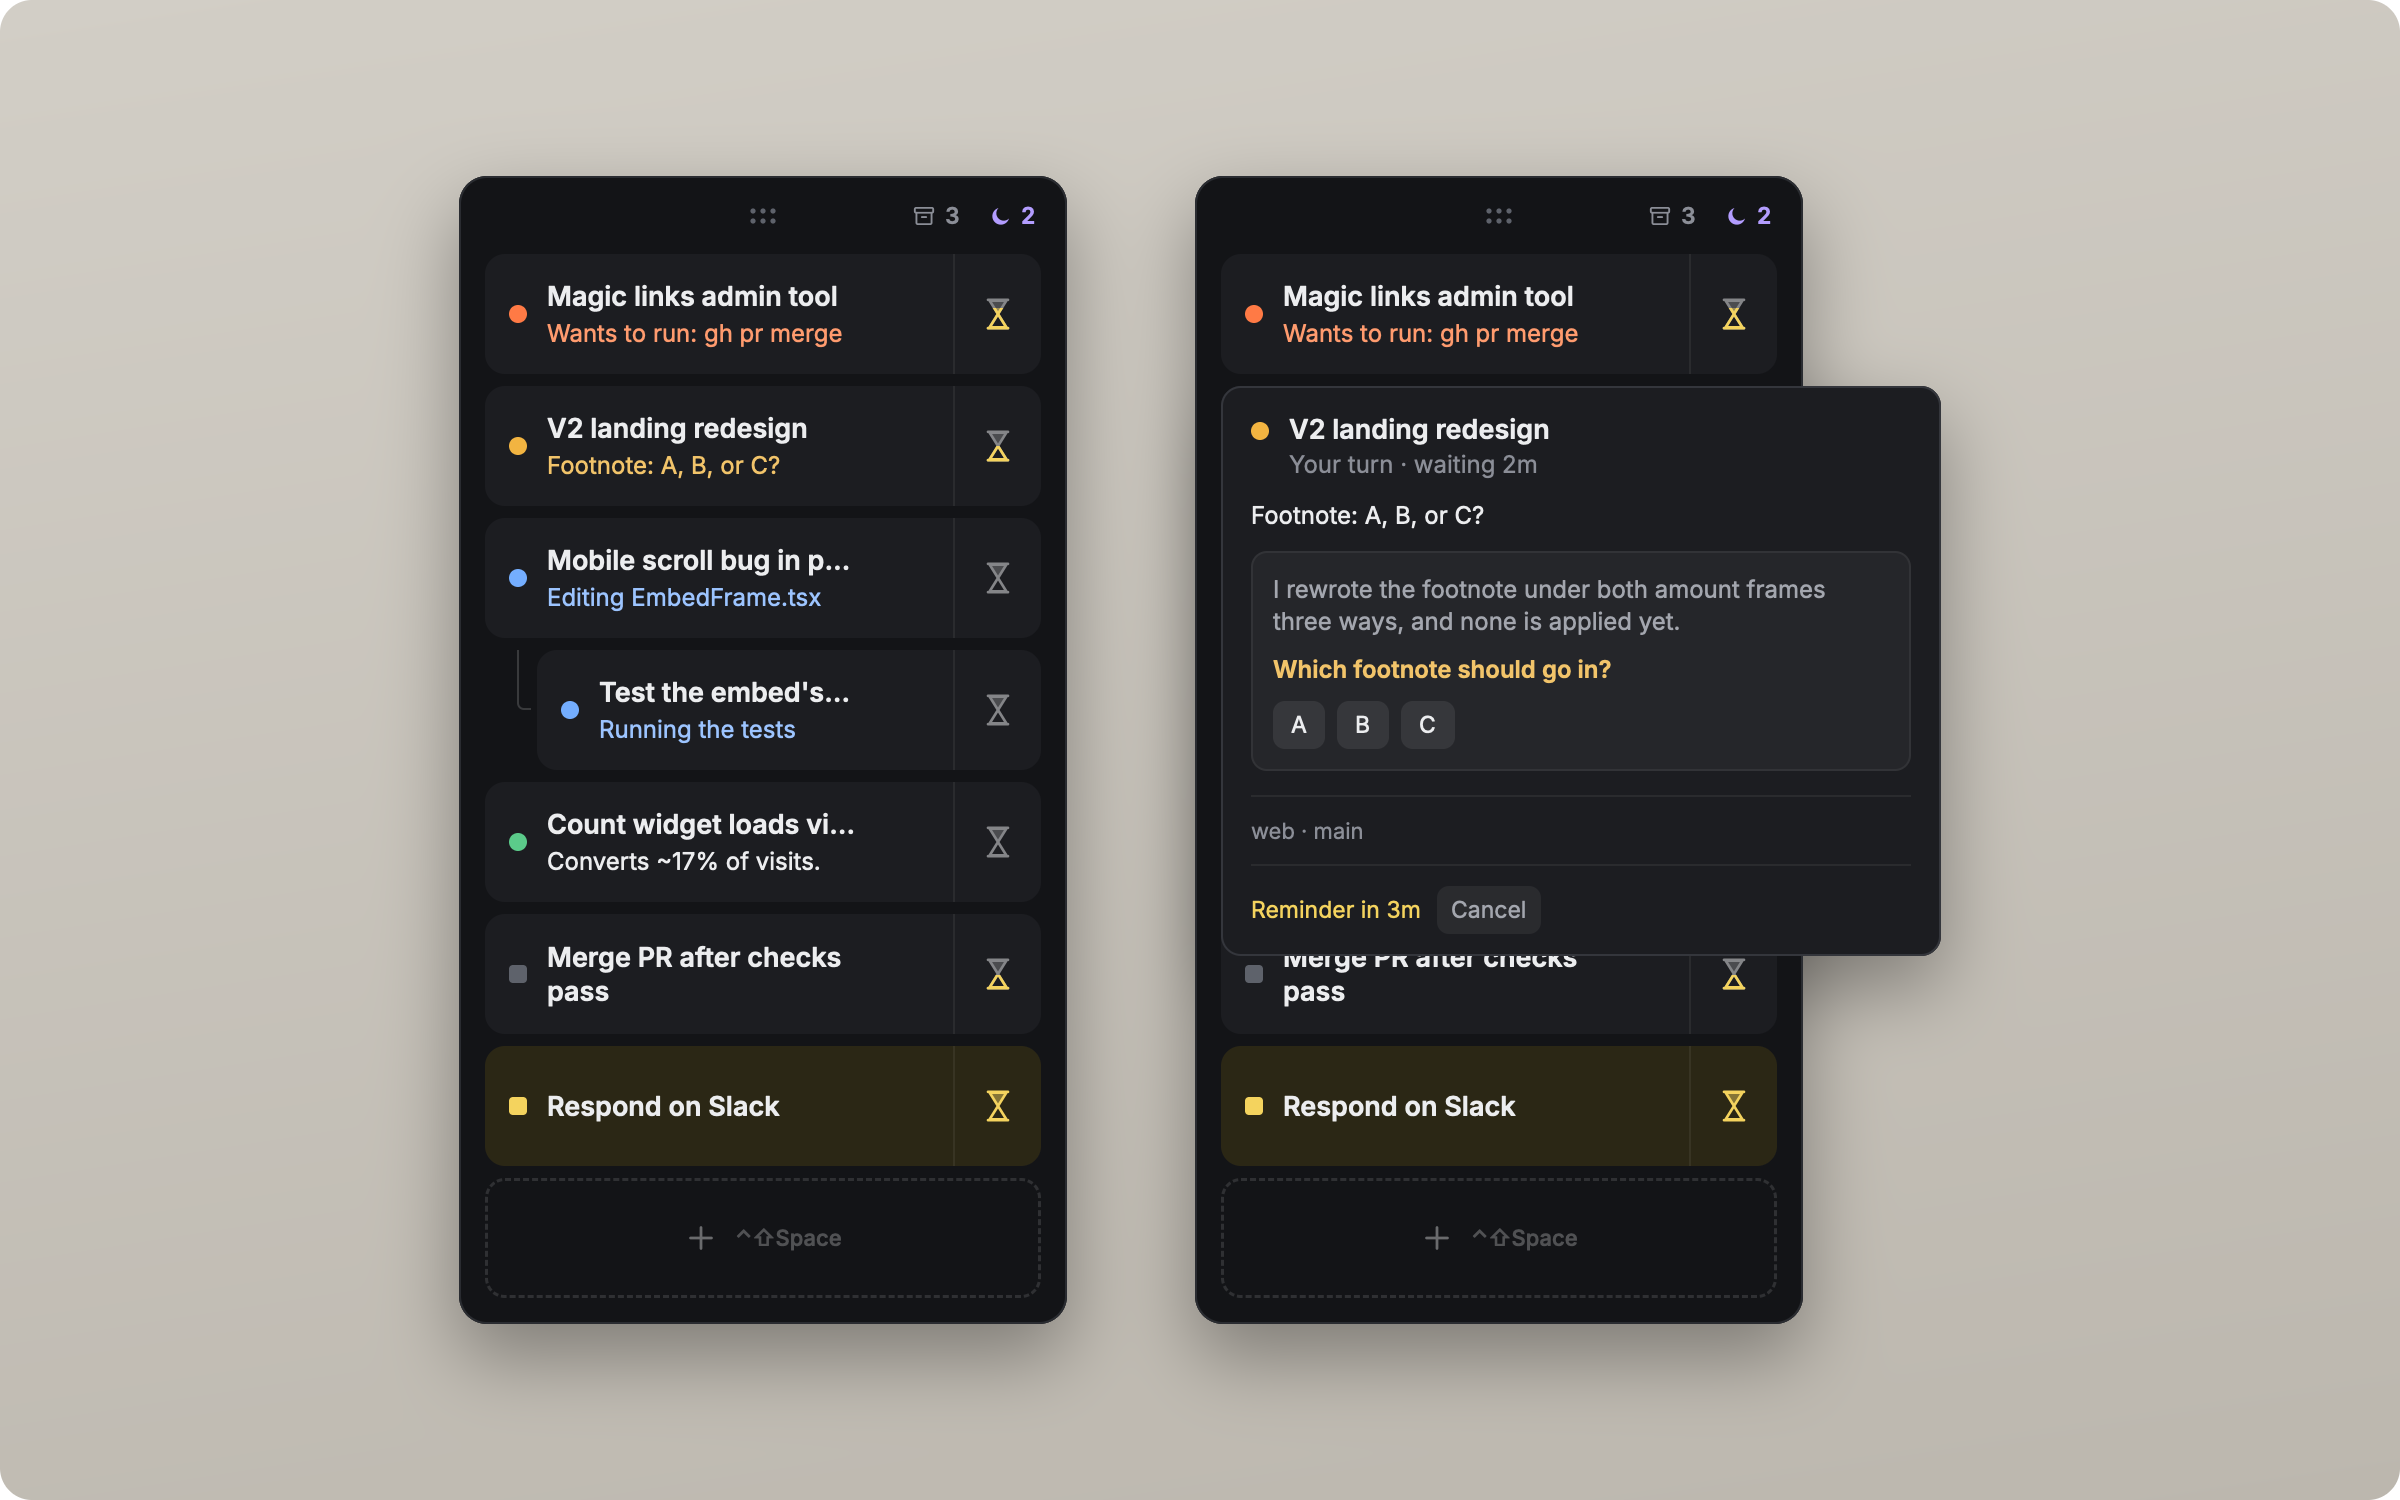 3 2
Magic links admin tool
Wants to run: gh pr merge
V2 landing redesign
Footnote: A, B, or C?
Mobile scroll bug in p...
Editing EmbedFrame.tsx
Test the embed's...
Running the tests
Count widget loads vi...
Converts ~17% of visits.
Merge PR after checks
pass
Respond on Slack
+ ^⇧Space
3 2
Magic links admin tool
Wants to run: gh pr merge
V2 landing redesign
Your turn · waiting 2m
Footnote: A, B, or C?
I rewrote the footnote under both amount frames
three ways, and none is applied yet.
Which footnote should go in?
A B C
web · main
Reminder in 3m Cancel
Merge PR after checks
pass
Respond on Slack
+ ^⇧Space